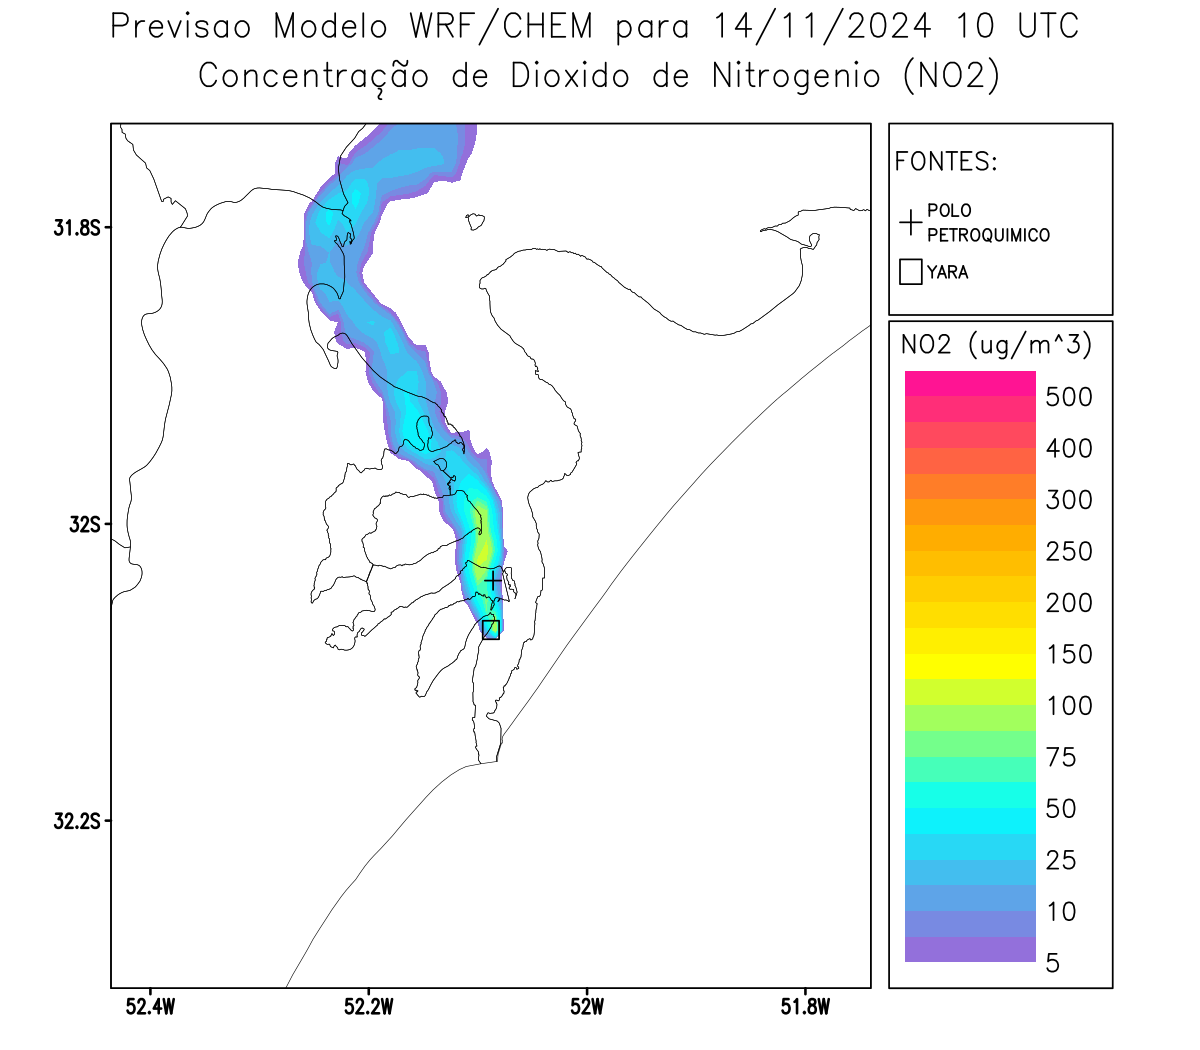 Previsao Modelo WRF/CHEM para 14/11/2024 10 UTC
Concentração de Dioxido de Nitrogenio (NO2)
FONTES:
POLO
PETROQUIMICO
YARA
NO2 (ug/m^3)
500
400
300
250
200
150
100
75
50
25
10
5
31.8S
32S
32.2S
52.4W
52.2W
52W
51.8W